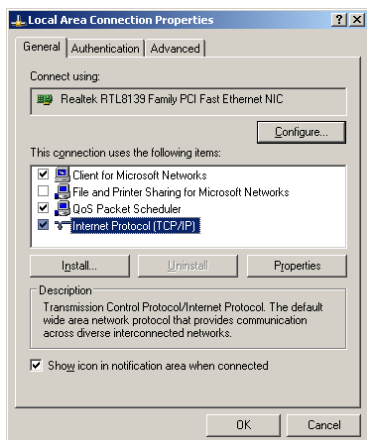 Local Area Connection Properties
General Authentication Advanced
Connect using:
Realtek RTL8139 Family PCI Fast Ethernet NIC
Configure...
This connection uses the following items:
Client for Microsoft Networks
File and Printer Sharing for Microsoft Networks
QoS Packet Scheduler
Internet Protocol (TCP/IP)
Install... Uninstall Properties
Description
Transmission Control Protocol/Internet Protocol. The default
wide area network protocol that provides communication
across diverse interconnected networks.
Show icon in notification area when connected
OK Cancel